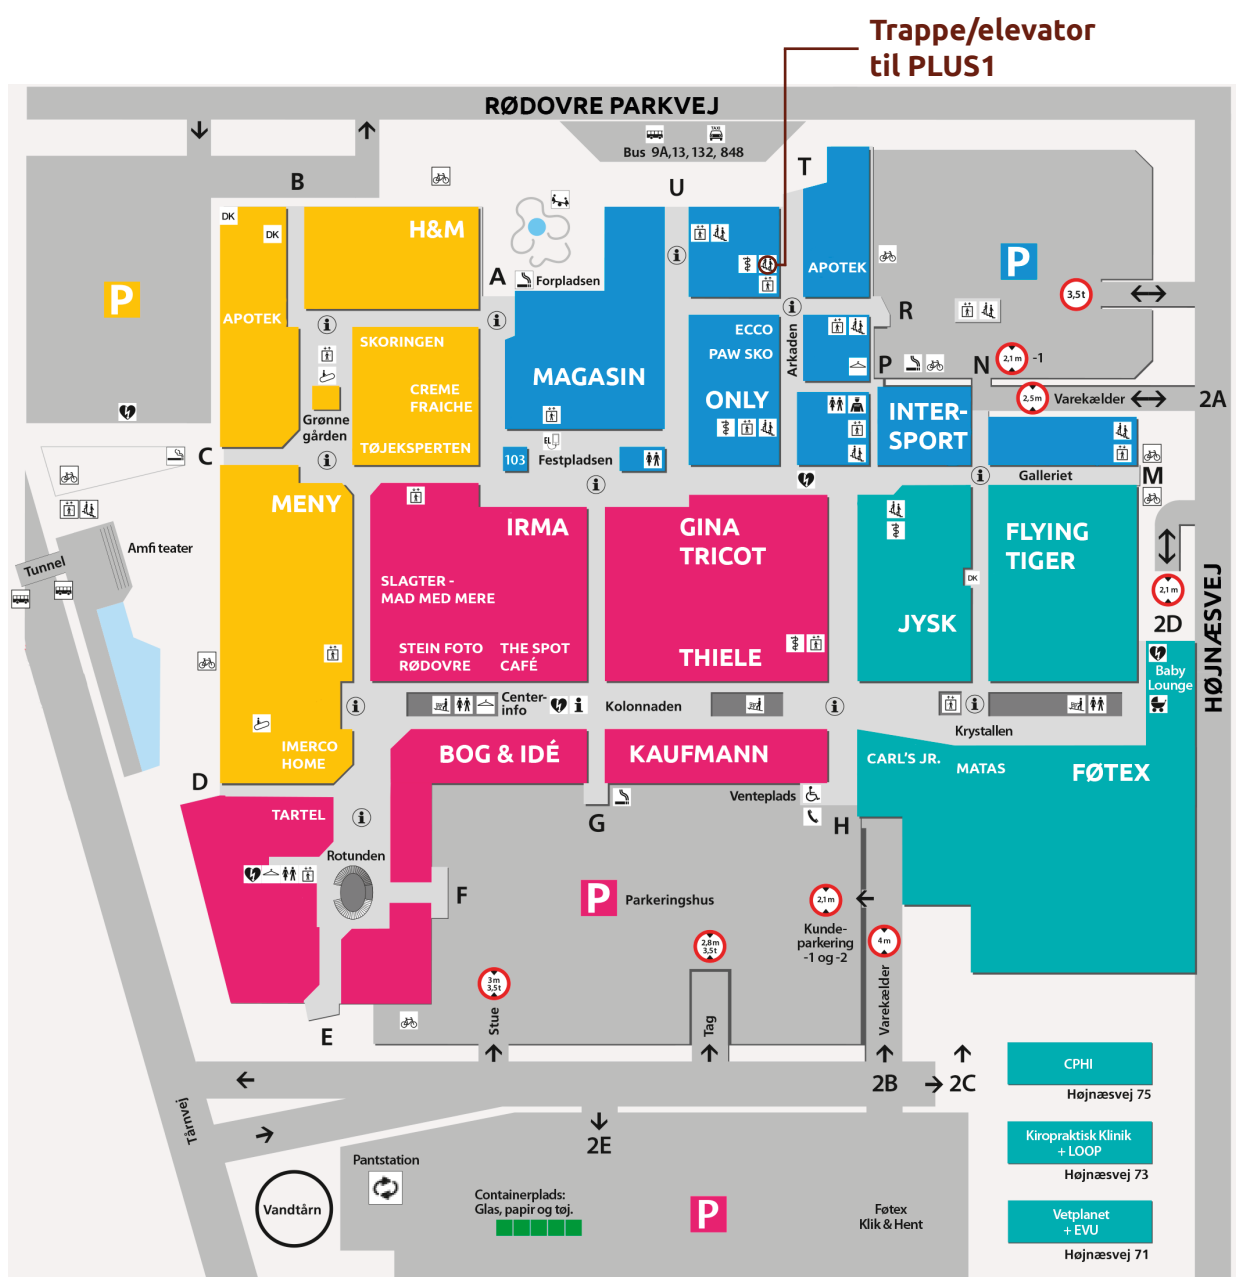 Trappe/elevator
til PLUS1
RØDOVRE PARKVEJ
Bus 9A,13,132, 848
TAXI
B
U
T
DK
DK
H&M
A
Forpladsen
APOTEK
P
P
3,5t
R
APOTEK
SKORINGEN
ECCO
PAW SKO
Arkaden
P
N
2,1 m
-1
MAGASIN
CREME
FRAICHE
ONLY
INTER-
SPORT
2,5m
Varekælder
2A
Grønne
gården
TØJEKSPERTEN
EL
103
Festpladsen
C
Galleriet
M
MENY
IRMA
GINA
TRICOT
FLYING
TIGER
Amfi teater
Tunnel
SLAGTER -
MAD MED MERE
DK
2,1 m
2D
HØJNÆSVEJ
JYSK
STEIN FOTO
RØDOVRE
THE SPOT
CAFÉ
THIELE
Baby
Lounge
Center-
info
Kolonnaden
Krystallen
IMERCO
HOME
BOG & IDÉ
KAUFMANN
CARL'S JR.
MATAS
FØTEX
D
TARTEL
Venteplads
G
H
Rotunden
F
P
Parkeringshus
2,1m
Kunde-
parkering
-1 og -2
4 m
2,8m
3,5t
3m
3,5t
Stue
Tag
Varekælder
E
2B
2C
CPHI
Højnæsvej 75
Tårnvej
2E
Kiropraktisk Klinik
+ LOOP
Højnæsvej 73
Pantstation
Vandtårn
Containerplads:
Glas, papir og tøj.
P
Føtex
Klik & Hent
Vetplanet
+ EVU
Højnæsvej 71